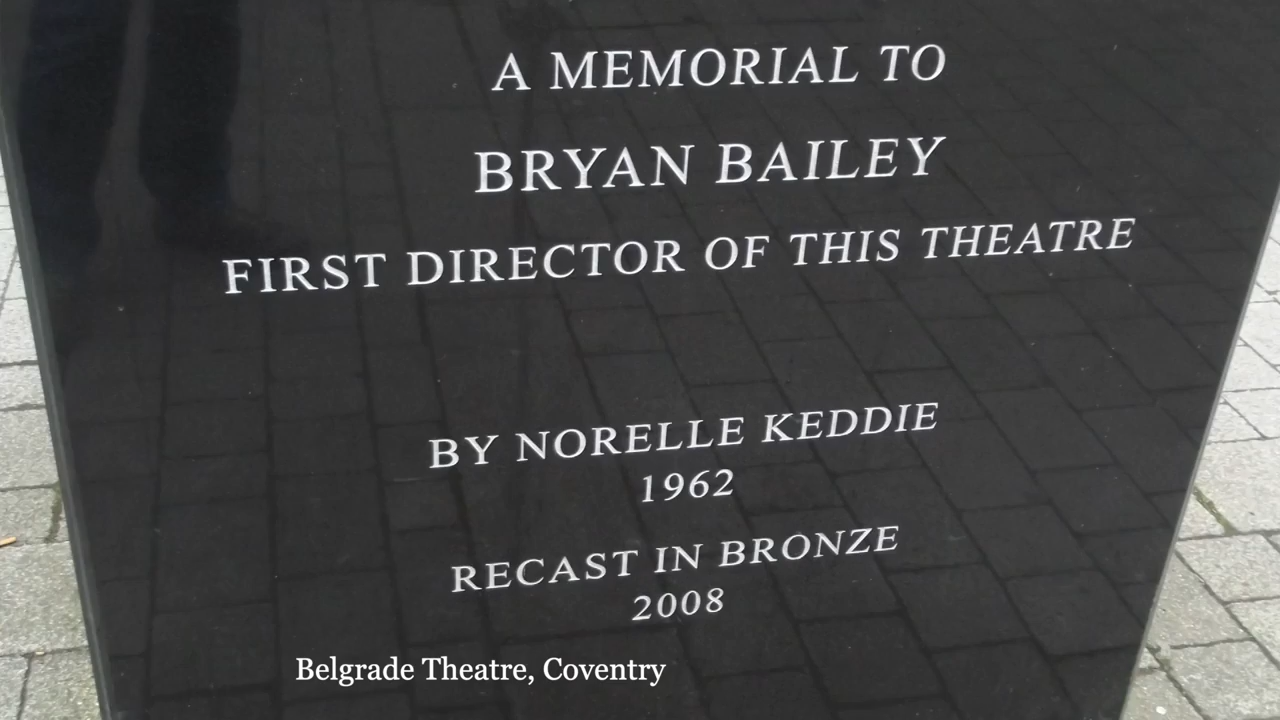 A MEMORIAL TO
BRYAN BAILEY
FIRST DIRECTOR OF THIS THEATRE
BY NORELLE KEDDIE
1962
RECAST IN BRONZE
2008
Belgrade Theatre, Coventry